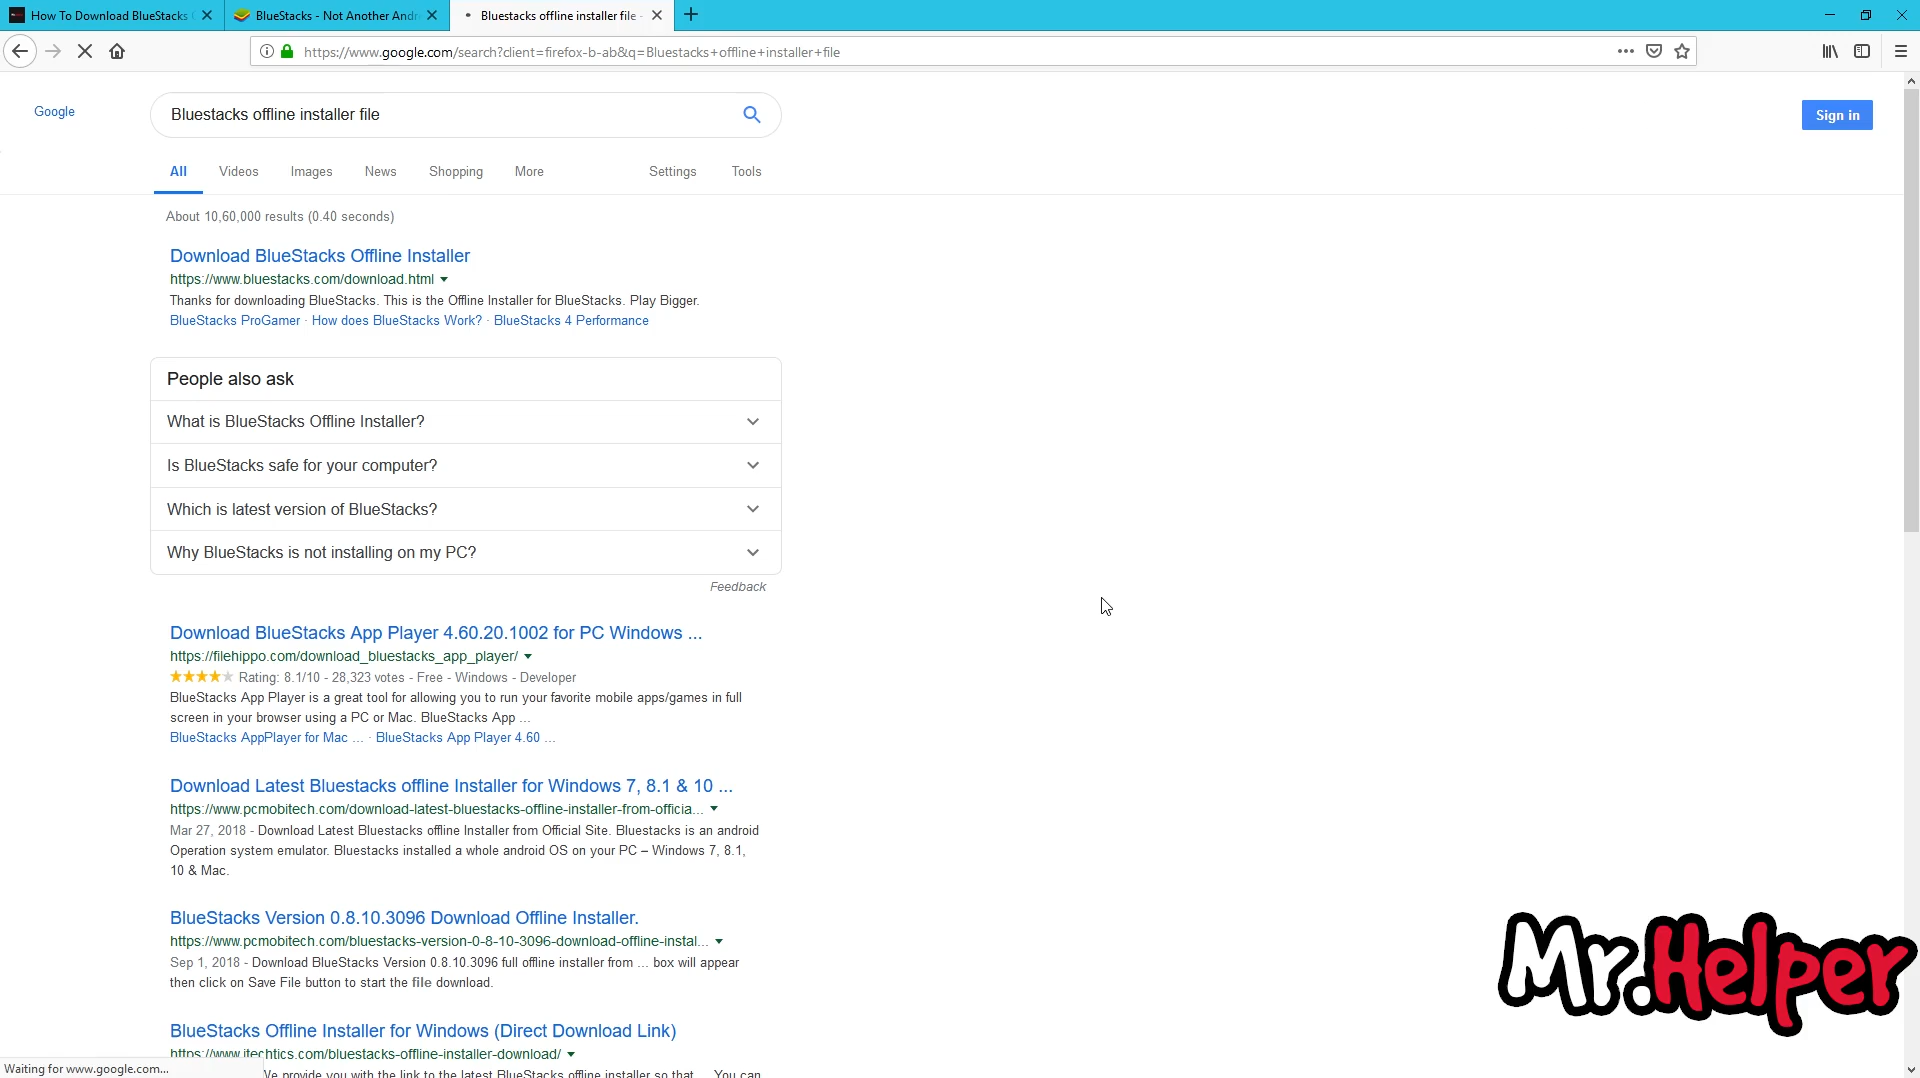 How To Download BlueStacks
BlueStacks - Not Another Andr
Bluestacks offline installer file -
https://www.google.com/search?client=firefox-b-ab&q=Bluestacks+offline+installer+file
Google
Bluestacks offline installer file
Sign in
All
Videos
Images
News
Shopping
More
Settings
Tools
About 10,60,000 results (0.40 seconds)
Download BlueStacks Offline Installer
https://www.bluestacks.com/download.html
Thanks for downloading BlueStacks. This is the Offline Installer for BlueStacks. Play Bigger.
BlueStacks ProGamer · How does BlueStacks Work? · BlueStacks 4 Performance
People also ask
What is BlueStacks Offline Installer?
Is BlueStacks safe for your computer?
Which is latest version of BlueStacks?
Why BlueStacks is not installing on my PC?
Feedback
Download BlueStacks App Player 4.60.20.1002 for PC Windows ...
https://filehippo.com/download_bluestacks_app_player/
Rating: 8.1/10 - 28,323 votes - Free - Windows - Developer
BlueStacks App Player is a great tool for allowing you to run your favorite mobile apps/games in full
screen in your browser using a PC or Mac. BlueStacks App ...
BlueStacks AppPlayer for Mac ... · BlueStacks App Player 4.60 ...
Download Latest Bluestacks offline Installer for Windows 7, 8.1 & 10 ...
https://www.pcmobitech.com/download-latest-bluestacks-offline-installer-from-officia...
Mar 27, 2018 - Download Latest Bluestacks offline Installer from Official Site. Bluestacks is an android
Operation system emulator. Bluestacks installed a whole android OS on your PC – Windows 7, 8.1,
10 & Mac.
BlueStacks Version 0.8.10.3096 Download Offline Installer.
https://www.pcmobitech.com/bluestacks-version-0-8-10-3096-download-offline-instal...
Sep 1, 2018 - Download BlueStacks Version 0.8.10.3096 full offline installer from ... box will appear
then click on Save File button to start the file download.
BlueStacks Offline Installer for Windows (Direct Download Link)
https://www.itechtics.com/bluestacks-offline-installer-download/
We provide you with the link to the latest BlueStacks offline installer so that ... You can
Waiting for www.google.com...
Mr.Helper